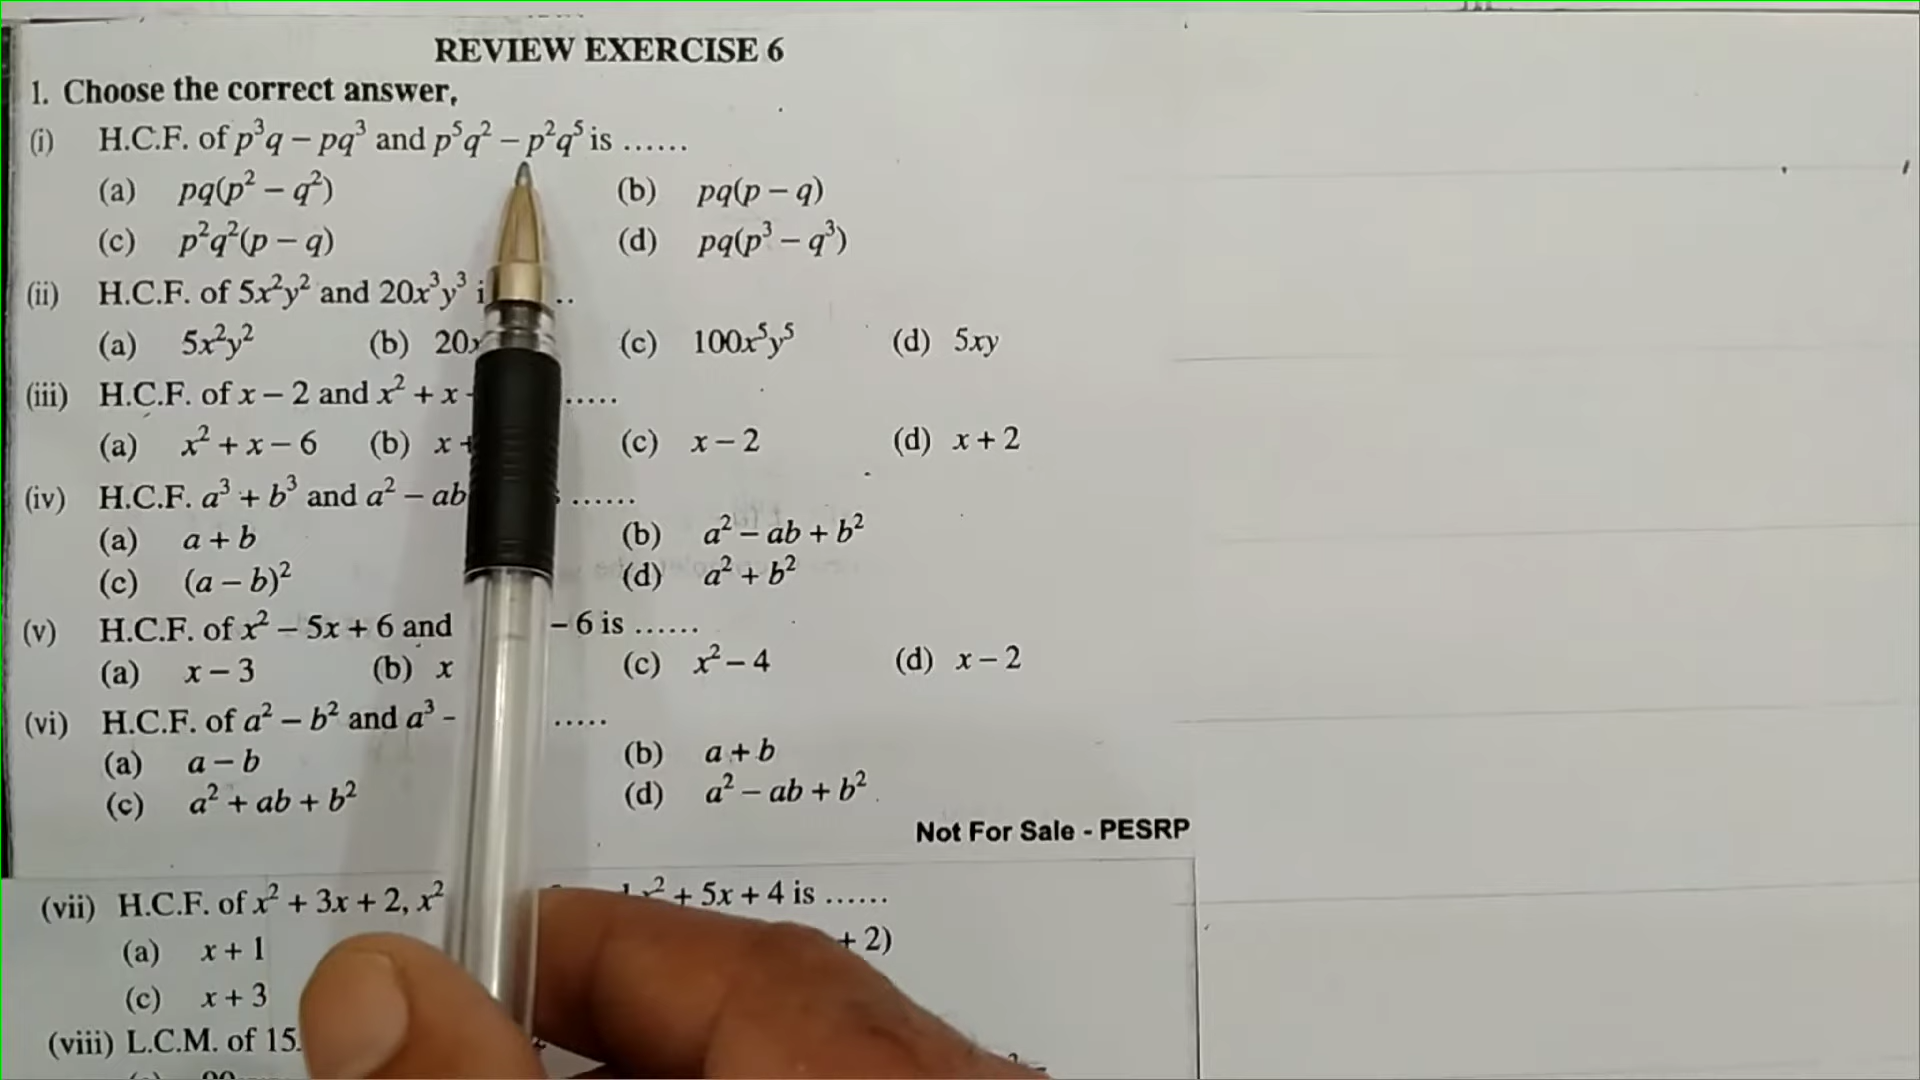 REVIEW EXERCISE 6
1. Choose the correct answer,
(i) H.C.F. of p³q – pq³ and p⁵q² – p²q⁵ is ......
(a) pq(p² – q²) (b) pq(p – q)
(c) p²q²(p – q) (d) pq(p³ – q³)
(ii) H.C.F. of 5x²y² and 20x³y³
(a) 5x²y² (b) (c) 100x⁵y⁵ (d) 5xy
(iii) H.C.F. of x – 2 and x² + x .....
(a) x² + x – 6 (b) x + (c) x – 2 (d) x + 2
(iv) H.C.F. a³ + b³ and a² – ab ......
(a) a + b (b) a² – ab + b²
(c) (a – b)² (d) a² + b²
(v) H.C.F. of x² – 5x + 6 and – 6 is ......
(a) x – 3 (b) x (c) x² – 4 (d) x – 2
(vi) H.C.F. of a² – b² and a³ – .....
(a) a – b (b) a + b
(c) a² + ab + b² (d) a² – ab + b²
Not For Sale - PESRP
(vii) H.C.F. of x² + 3x + 2, x² + 5x + 4 is ......
(a) x + 1 + 2)
(c) x + 3
(viii) L.C.M. of